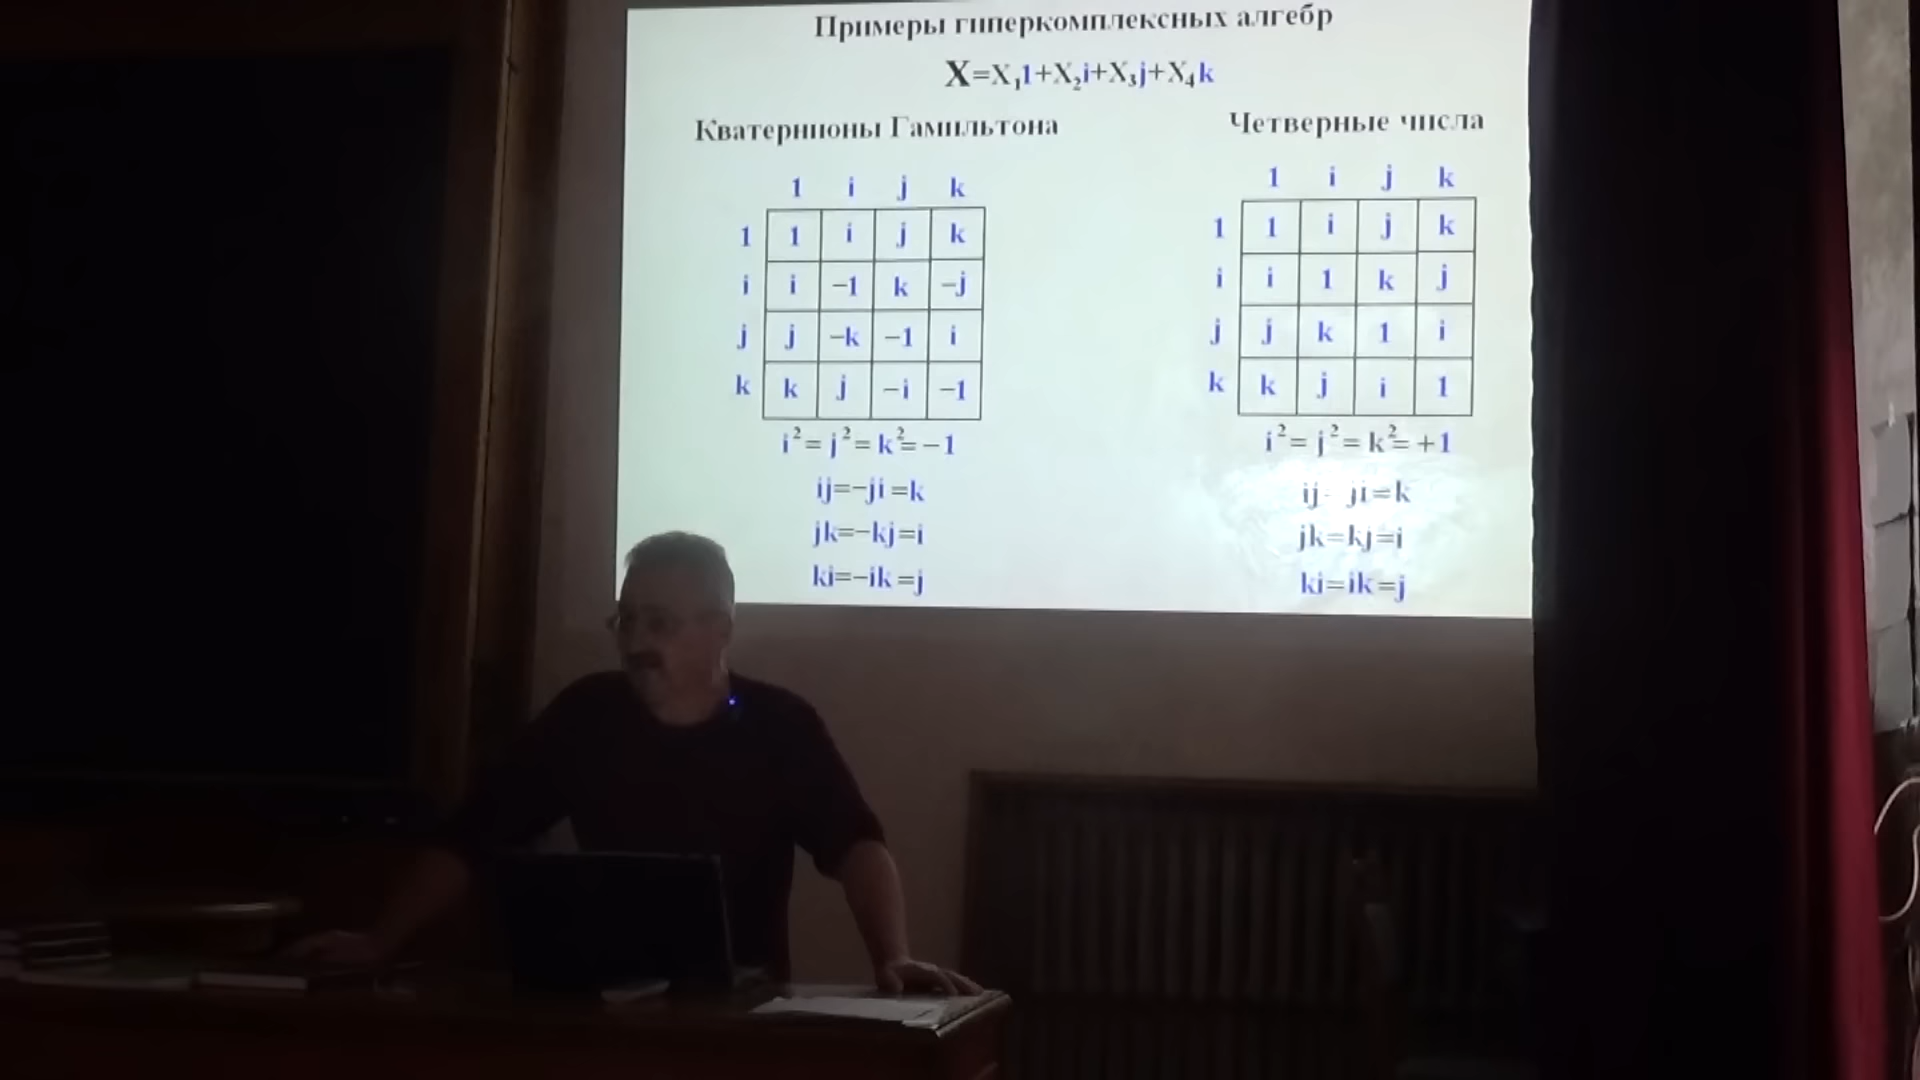 Примеры гиперкомплексных алгебр
X=X₁1+X₂i+X₃j+X₄k
Кватернионы Гамильтона
1 i j k
1 1 i j k
i i −1 k −j
j j −k −1 i
k k j −i −1
i²= j²= k²= −1
ij=−ji =k
jk=−kj=i
ki=−ik =j
Четверные числа
1 i j k
1 1 i j k
i i 1 k j
j j k 1 i
k k j i 1
i²= j²= k²= +1
ij= ji=k
jk=kj=i
ki=ik =j